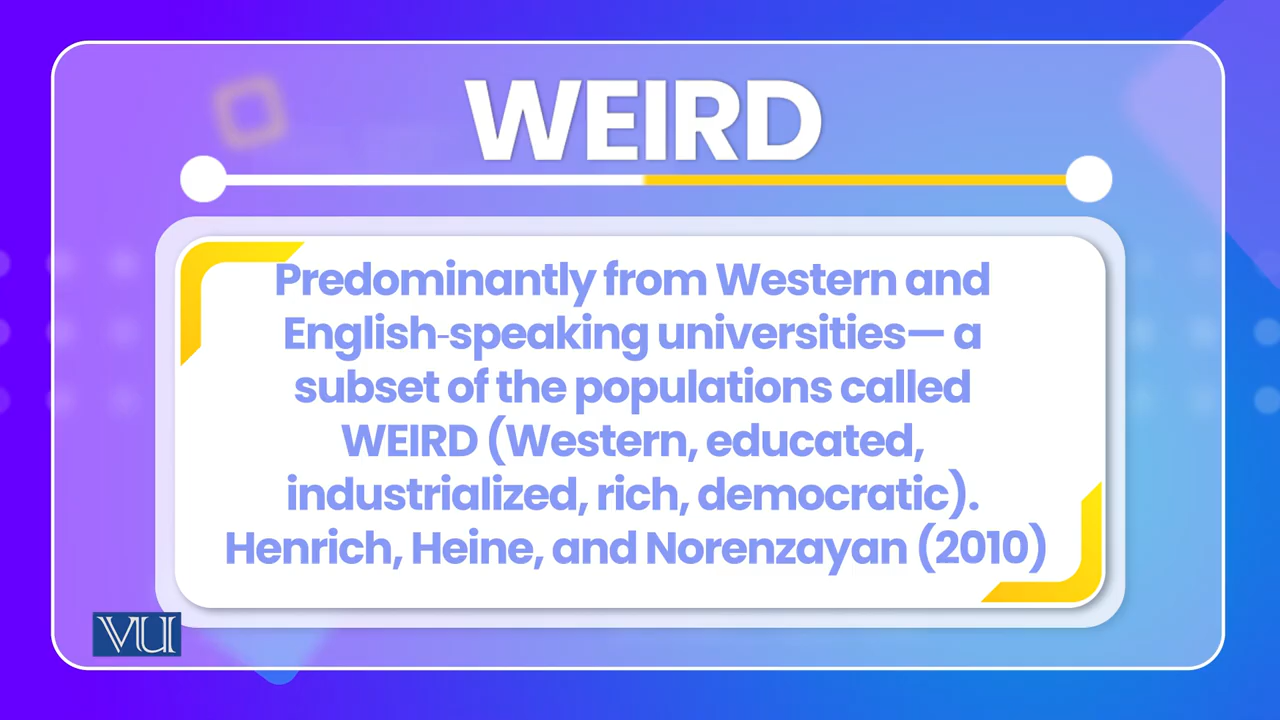 WEIRD
Predominantly from Western and
English-speaking universities— a
subset of the populations called
WEIRD (Western, educated,
industrialized, rich, democratic).
Henrich, Heine, and Norenzayan (2010)
VU